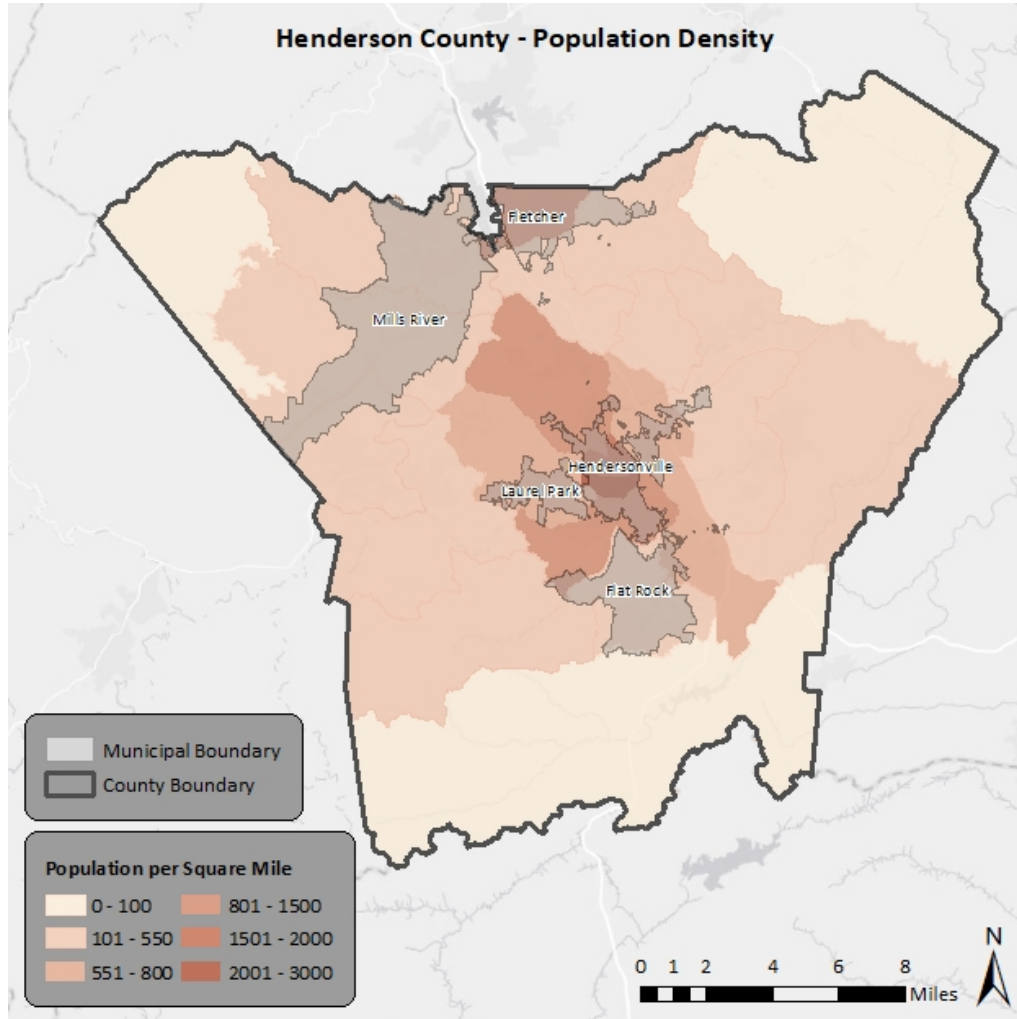 Henderson County - Population Density
Fletcher
Mills River
Hendersonville
Laurel Park
Flat Rock
Municipal Boundary
County Boundary
Population per Square Mile
0 - 100 801 - 1500
101 - 550 1501 - 2000
551 - 800 2001 - 3000
N
0 1 2 4 6 8
Miles